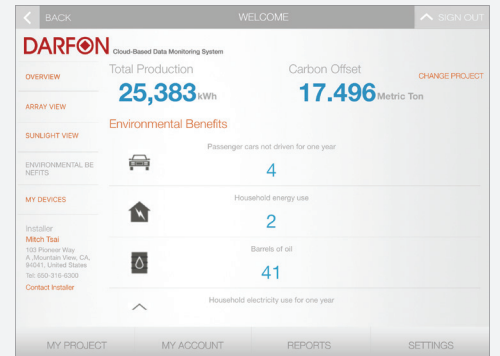 BACK
WELCOME
SIGN OUT
DARFON Cloud-Based Data Monitoring System
OVERVIEW
ARRAY VIEW
SUNLIGHT VIEW
ENVIRONMENTAL BE
NEFITS
MY DEVICES
Installer
Mitch Tsai
103 Pioneer Way
A ,Mountain View, CA,
94041, United States
Tel: 650-316-6300
Contact Installer
Total Production
25,383 kWh
Carbon Offset
17.496 Metric Ton
CHANGE PROJECT
Environmental Benefits
Passenger cars not driven for one year
4
Household energy use
2
Barrels of oil
41
Household electricity use for one year
MY PROJECT
MY ACCOUNT
REPORTS
SETTINGS